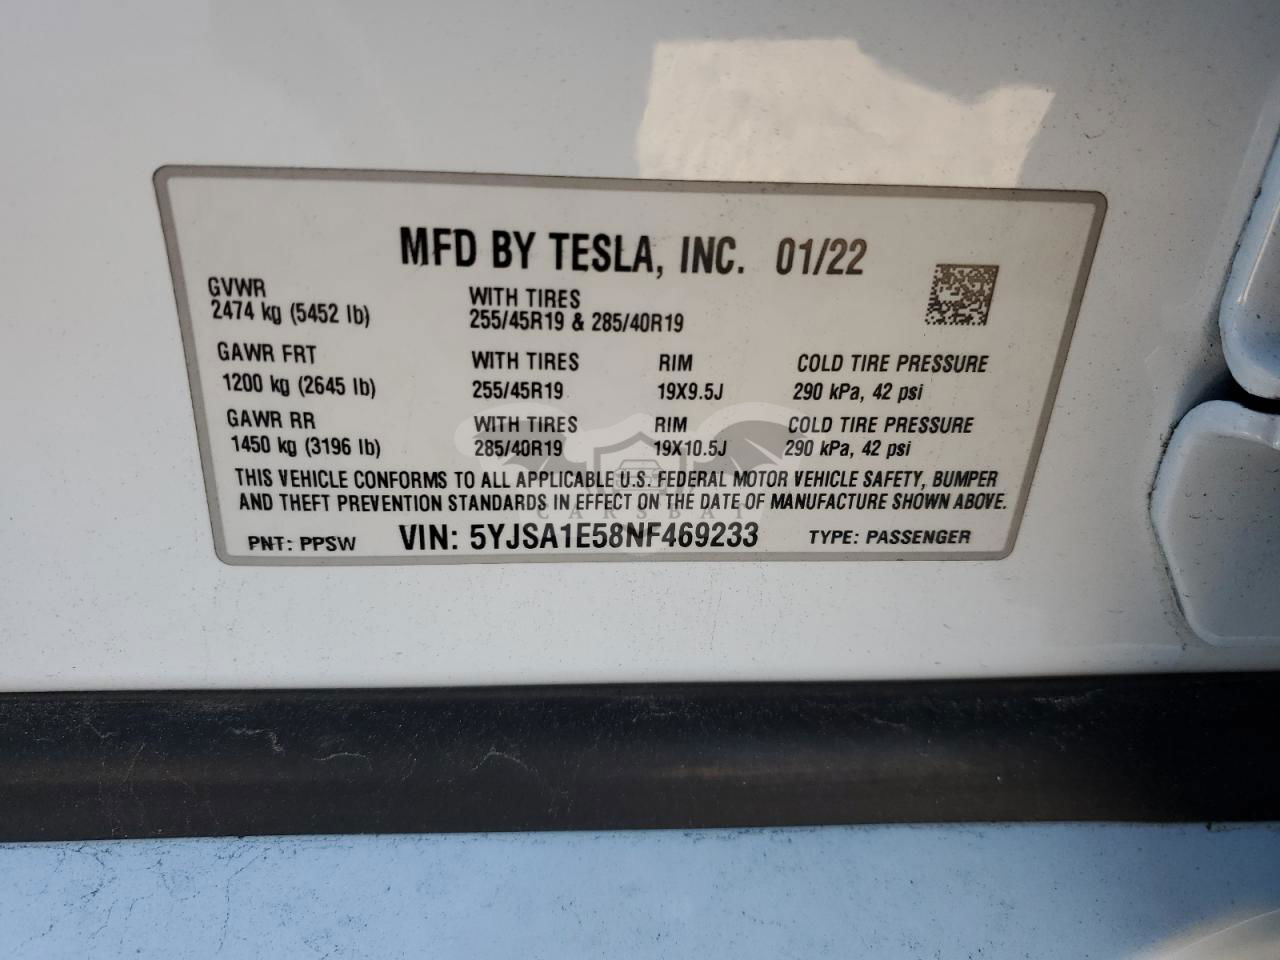 MFD BY TESLA, INC. 01/22
GVWR
2474 kg (5452 lb)
WITH TIRES
255/45R19 & 285/40R19
GAWR FRT
1200 kg (2645 lb)
WITH TIRES
255/45R19
RIM
19X9.5J
COLD TIRE PRESSURE
290 kPa, 42 psi
GAWR RR
1450 kg (3196 lb)
WITH TIRES
285/40R19
RIM
19X10.5J
COLD TIRE PRESSURE
290 kPa, 42 psi
THIS VEHICLE CONFORMS TO ALL APPLICABLE U.S. FEDERAL MOTOR VEHICLE SAFETY, BUMPER
AND THEFT PREVENTION STANDARDS IN EFFECT ON THE DATE OF MANUFACTURE SHOWN ABOVE.
CARSBAT
PNT: PPSW VIN: 5YJSA1E58NF469233 TYPE: PASSENGER